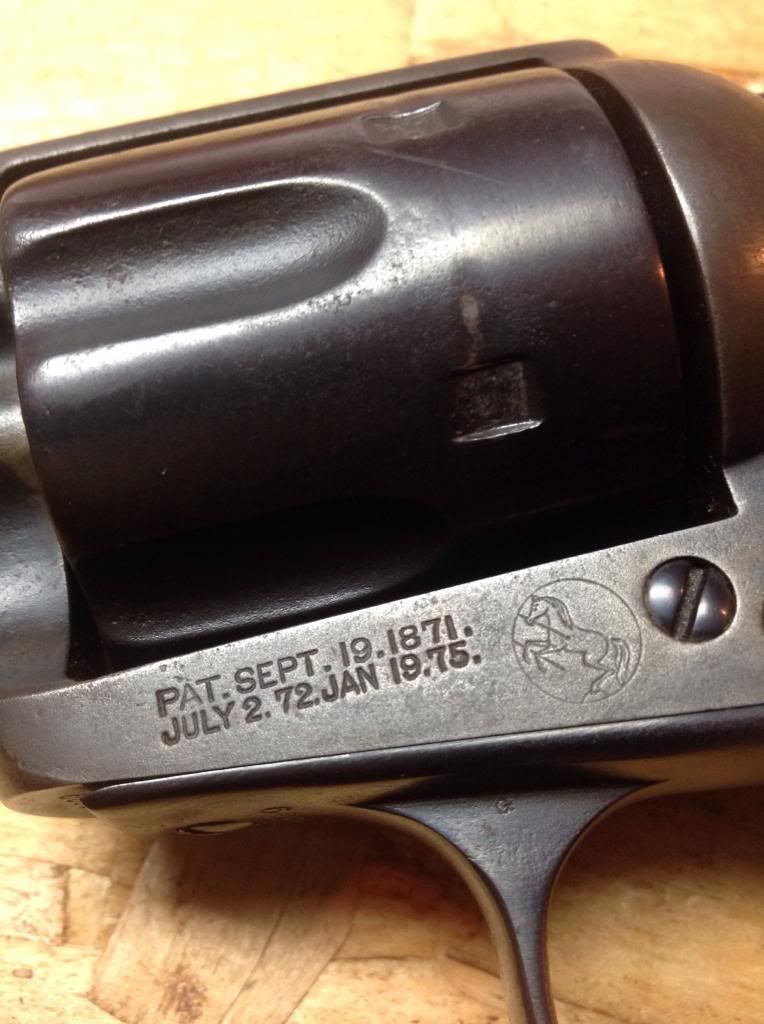 PAT. SEPT. 19. 1871.
JULY 2. 72. JAN 19. 75.
G